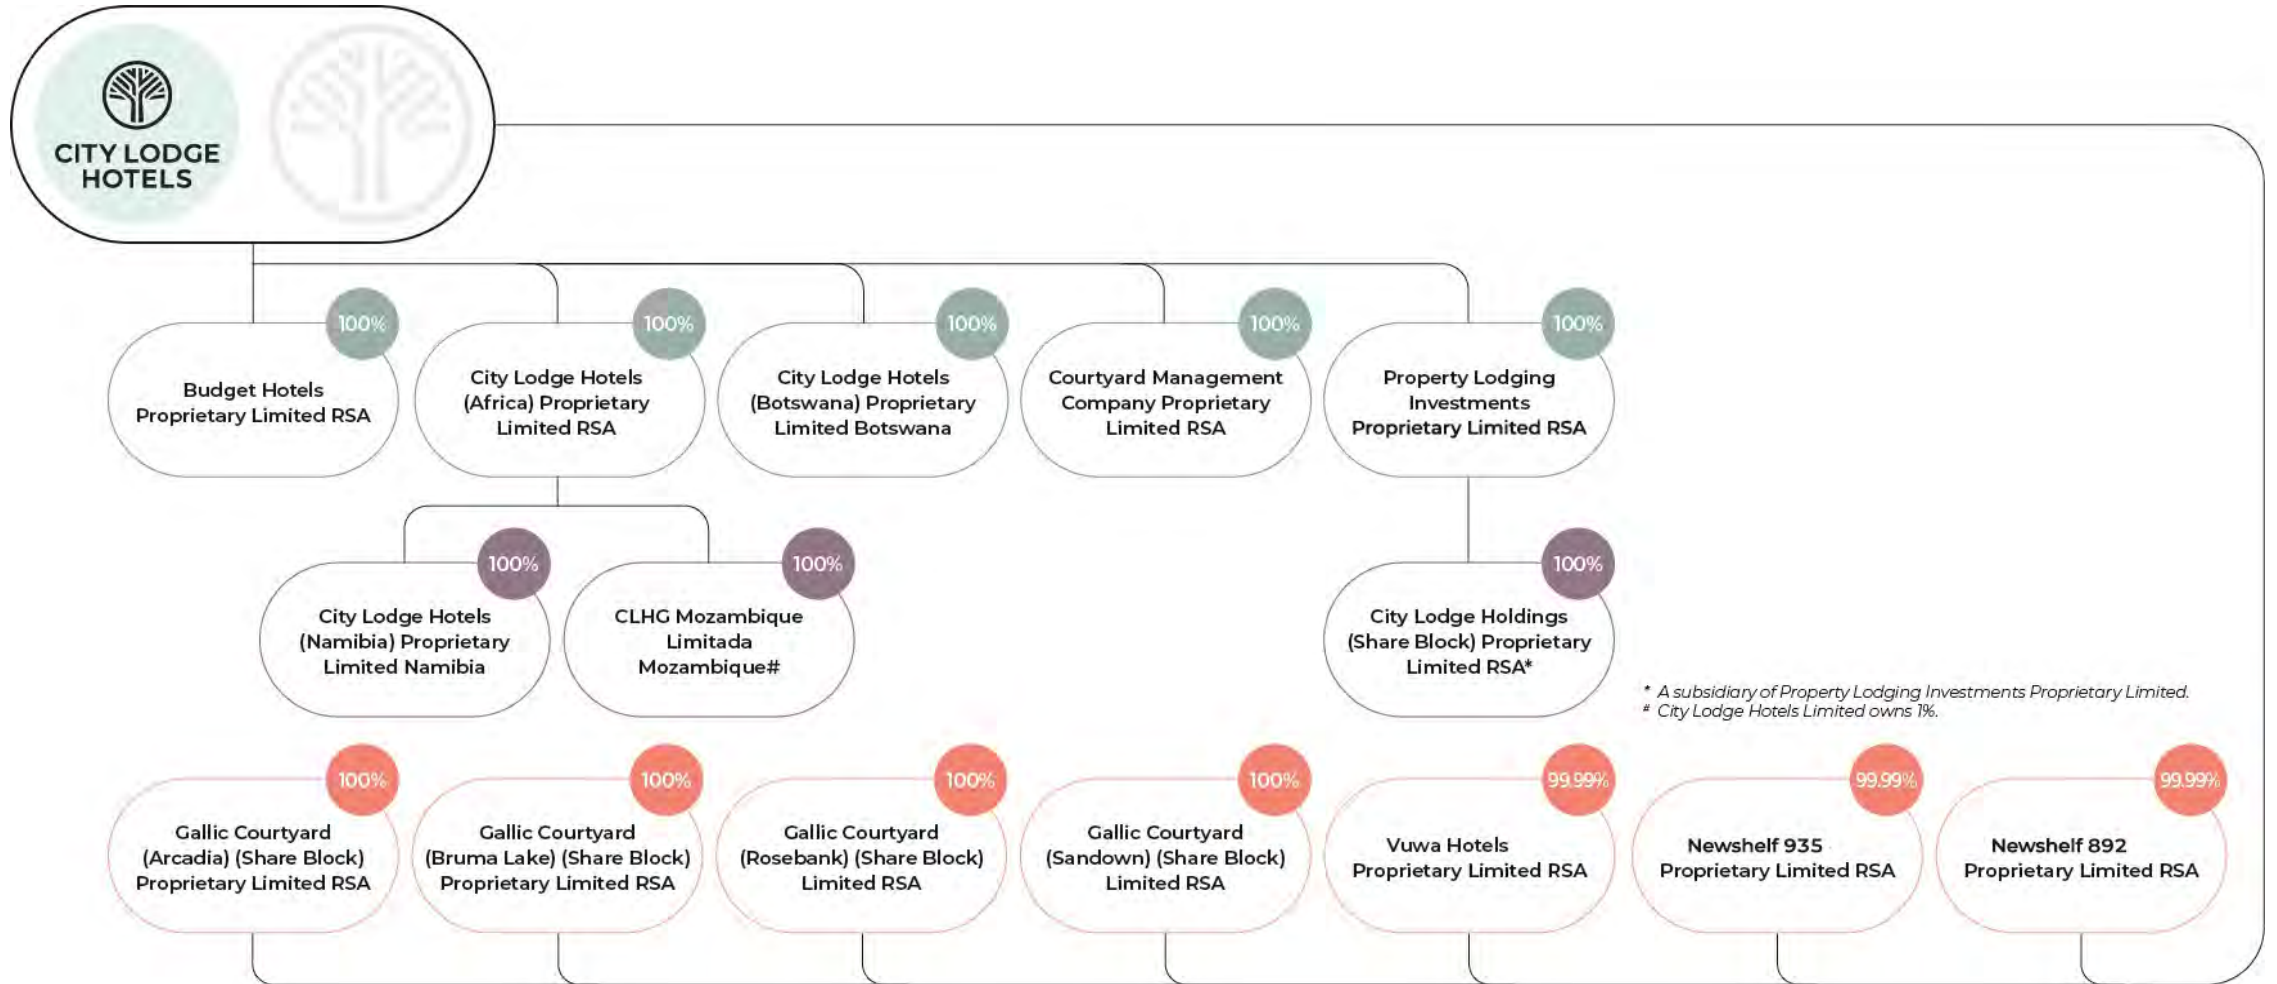 CITY LODGE
HOTELS
100%
100%
100%
100%
100%
Budget Hotels
Proprietary Limited RSA
City Lodge Hotels
(Africa) Proprietary
Limited RSA
City Lodge Hotels
(Botswana) Proprietary
Limited Botswana
Courtyard Management
Company Proprietary
Limited RSA
Property Lodging
Investments
Proprietary Limited RSA
100%
100%
100%
City Lodge Hotels
(Namibia) Proprietary
Limited Namibia
CLHG Mozambique
Limitada
Mozambique#
City Lodge Holdings
(Share Block) Proprietary
Limited RSA*
* A subsidiary of Property Lodging Investments Proprietary Limited.
# City Lodge Hotels Limited owns 1%.
100%
100%
100%
100%
99.99%
99.99%
99.99%
Gallic Courtyard
(Arcadia) (Share Block)
Proprietary Limited RSA
Gallic Courtyard
(Bruma Lake) (Share Block)
Proprietary Limited RSA
Gallic Courtyard
(Rosebank) (Share Block)
Limited RSA
Gallic Courtyard
(Sandown) (Share Block)
Limited RSA
Vuwa Hotels
Proprietary Limited RSA
Newshelf 935
Proprietary Limited RSA
Newshelf 892
Proprietary Limited RSA